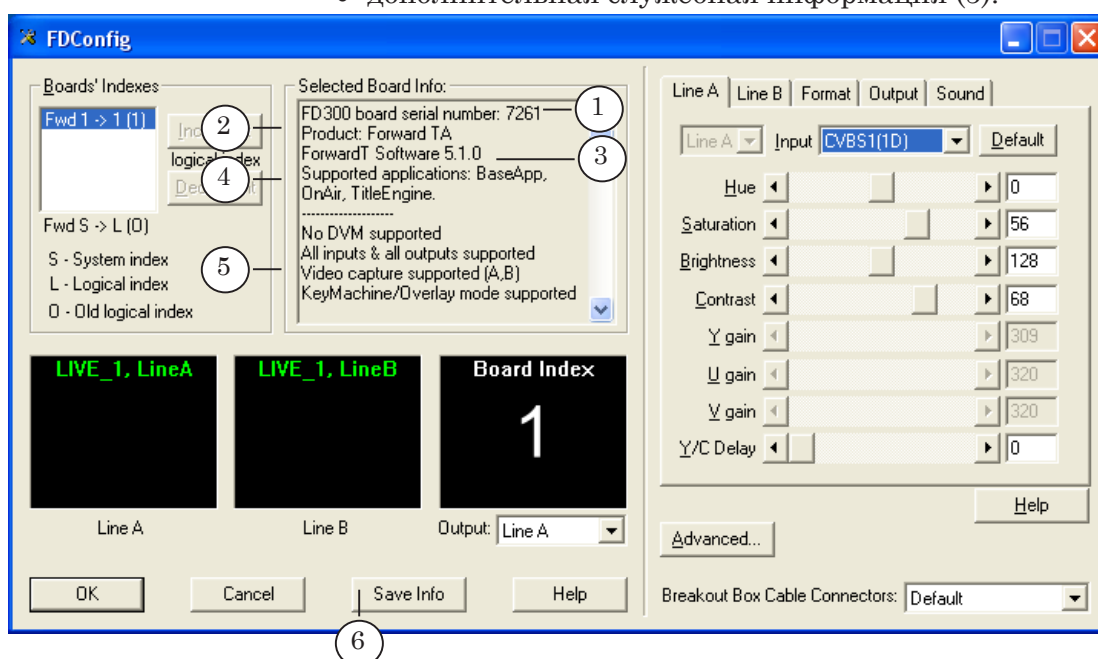 дополнительная служебная информация (5).
FDConfig
Boards' Indexes
Fwd 1 -> 1 (1)
logical index
Fwd S -> L (O)
S - System index
L - Logical index
O - Old logical index
2
4
5
Selected Board Info:
FD300 board serial number: 7261
Product: Forward TA
ForwardT Software 5.1.0
Supported applications: BaseApp,
OnAir, TitleEngine.
--------------------
No DVM supported
All inputs & all outputs supported
Video capture supported (A,B)
KeyMachine/Overlay mode supported
1
3
LIVE_1, LineA
LIVE_1, LineB
Board Index
1
Line A
Line B
Output: Line A
OK
Cancel
Save Info
Help
6
Line A
Line B
Format
Output
Sound
Line A
Input
CVBS1(1D)
Default
Hue
0
Saturation
56
Brightness
128
Contrast
68
Y gain
309
U gain
320
V gain
320
Y/C Delay
0
Help
Advanced...
Breakout Box Cable Connectors: Default